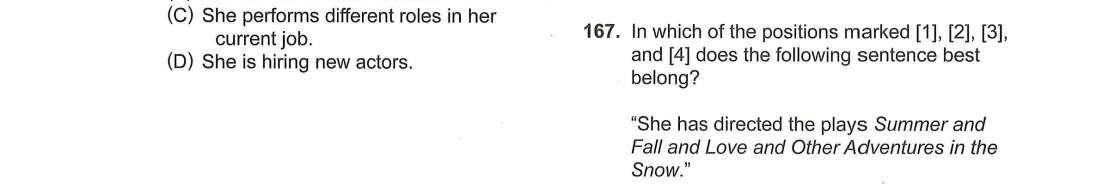 (C) She performs different roles in her
current job.
(D) She is hiring new actors.
167. In which of the positions marked [1], [2], [3],
and [4] does the following sentence best
belong?
“She has directed the plays Summer and
Fall and Love and Other Adventures in the
Snow.”